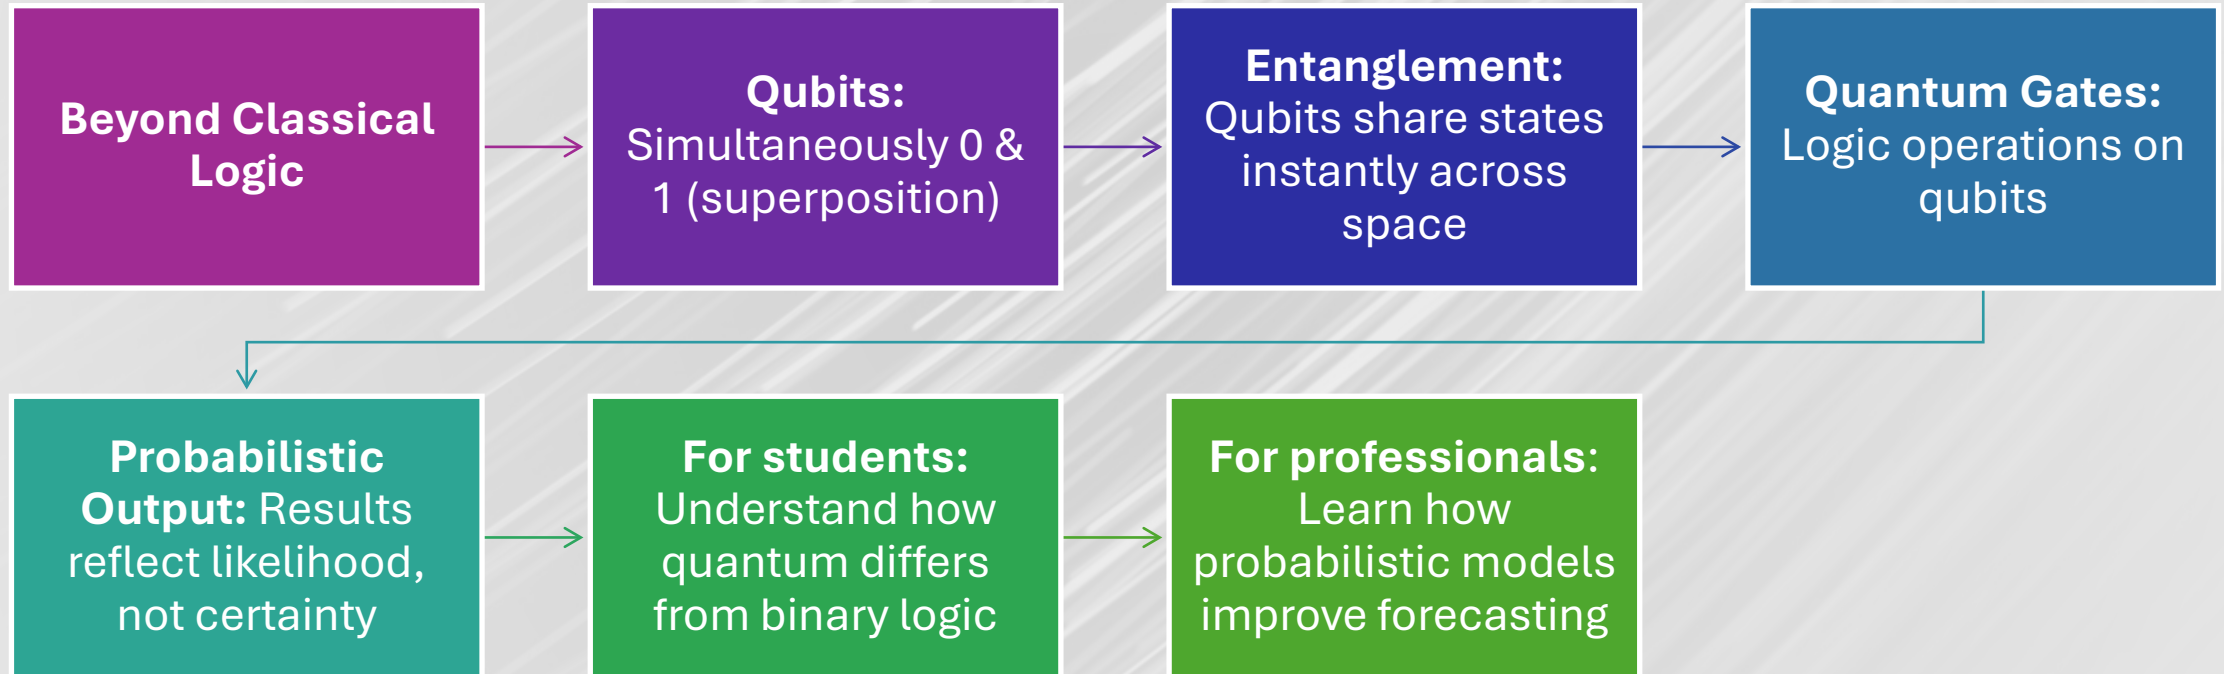 Beyond Classical
Logic
Qubits:
Simultaneously 0 &
1 (superposition)
Entanglement:
Qubits share states
instantly across
space
Quantum Gates:
Logic operations on
qubits
Probabilistic
Output: Results
reflect likelihood,
not certainty
For students:
Understand how
quantum differs
from binary logic
For professionals:
Learn how
probabilistic models
improve forecasting